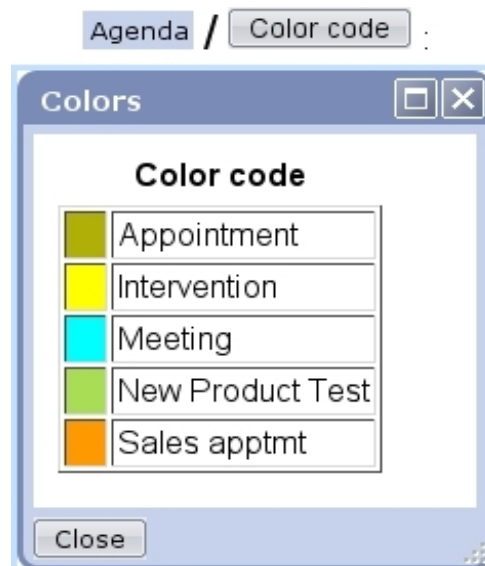 Agenda / Color code :
Colors
Color code
Appointment
Intervention
Meeting
New Product Test
Sales apptmt
Close